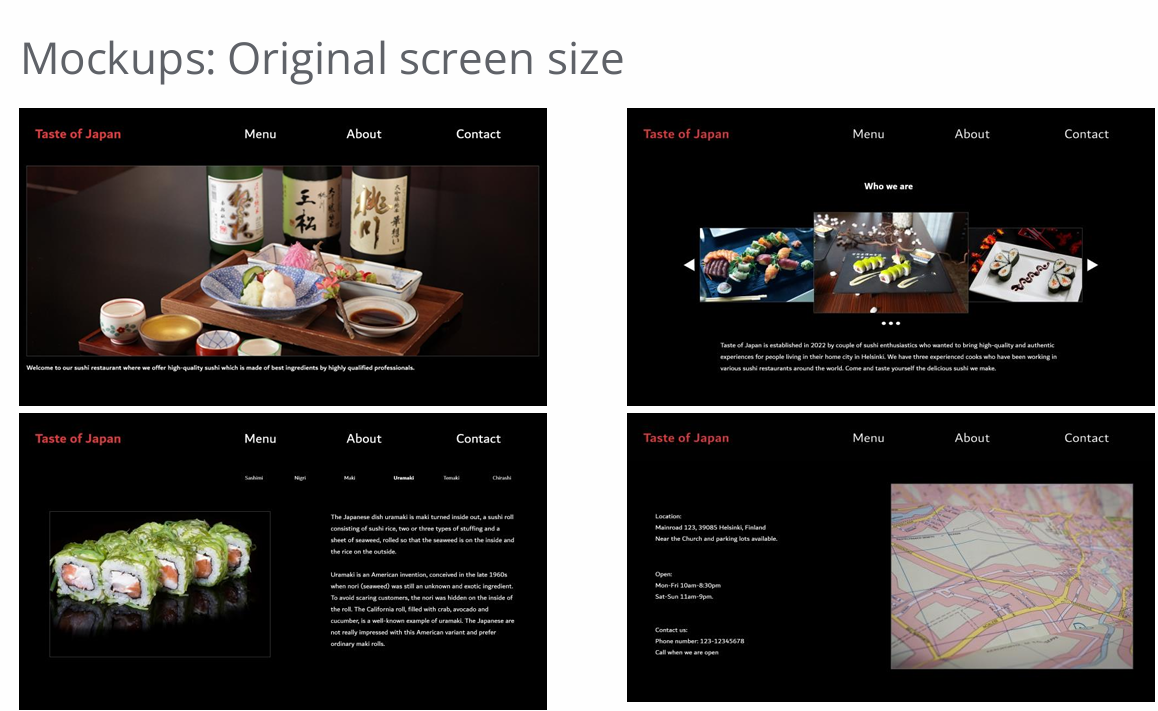 Mockups: Original screen size
Taste of Japan Menu About Contact
王
松
桃
川
Welcome to our sushi restaurant where we offer high-quality sushi which is made of best ingredients by highly qualified professionals.
Taste of Japan Menu About Contact
Who we are
Taste of Japan is established in 2022 by couple of sushi enthusiastics who wanted to bring high-quality and authentic
experiences for people living in their home city in Helsinki. We have three experienced cooks who have been working in
various sushi restaurants around the world. Come and taste yourself the delicious sushi we make.
Taste of Japan Menu About Contact
Sashimi Nigri Maki Uramaki Temaki Chirashi
The Japanese dish uramaki is maki turned inside out, a sushi roll
consisting of sushi rice, two or three types of stuffing and a
sheet of seaweed, rolled so that the seaweed is on the inside and
the rice on the outside.
Uramaki is an American invention, conceived in the late 1960s
when nori (seaweed) was still an unknown and exotic ingredient.
To avoid scaring customers, the nori was hidden on the inside of
the roll. The California roll, filled with crab, avocado and
cucumber, is a well-known example of uramaki. The Japanese are
not really impressed with this American variant and prefer
ordinary maki rolls.
Taste of Japan Menu About Contact
Location:
Mainroad 123, 39085 Helsinki, Finland
Near the Church and parking lots available.
Open:
Mon-Fri 10am-8:30pm
Sat-Sun 11am-9pm.
Contact us:
Phone number: 123-12345678
Call when we are open